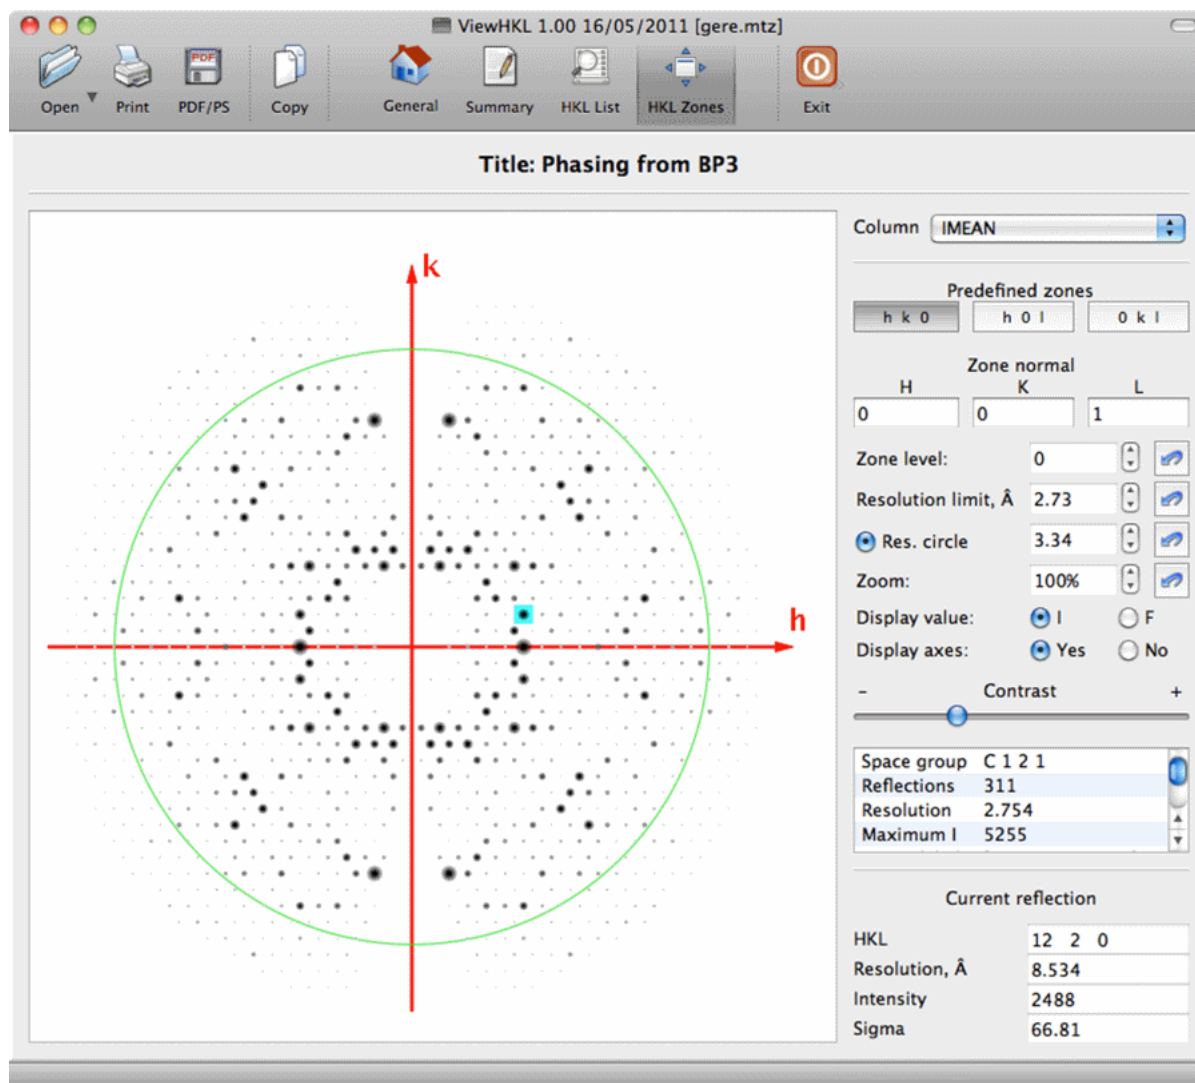 ViewHKL 1.00 16/05/2011 [gere.mtz]
Open Print PDF/PS Copy General Summary HKL List HKL Zones Exit
PDF
Title: Phasing from BP3
k
h
Column IMEAN
Predefined zones
h k 0 h 0 l 0 k l
Zone normal
H K L
0 0 1
Zone level: 0
Resolution limit, Â 2.73
Res. circle 3.34
Zoom: 100%
Display value: I F
Display axes: Yes No
- Contrast +
Space group C 1 2 1
Reflections 311
Resolution 2.754
Maximum I 5255
Current reflection
HKL 12 2 0
Resolution, Â 8.534
Intensity 2488
Sigma 66.81